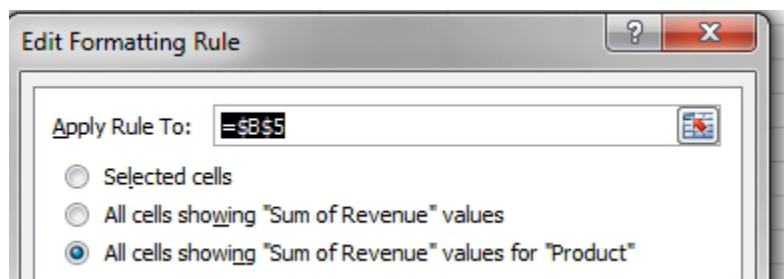 Edit Formatting Rule
Apply Rule To: =$B$5
Selected cells
All cells showing "Sum of Revenue" values
All cells showing "Sum of Revenue" values for "Product"